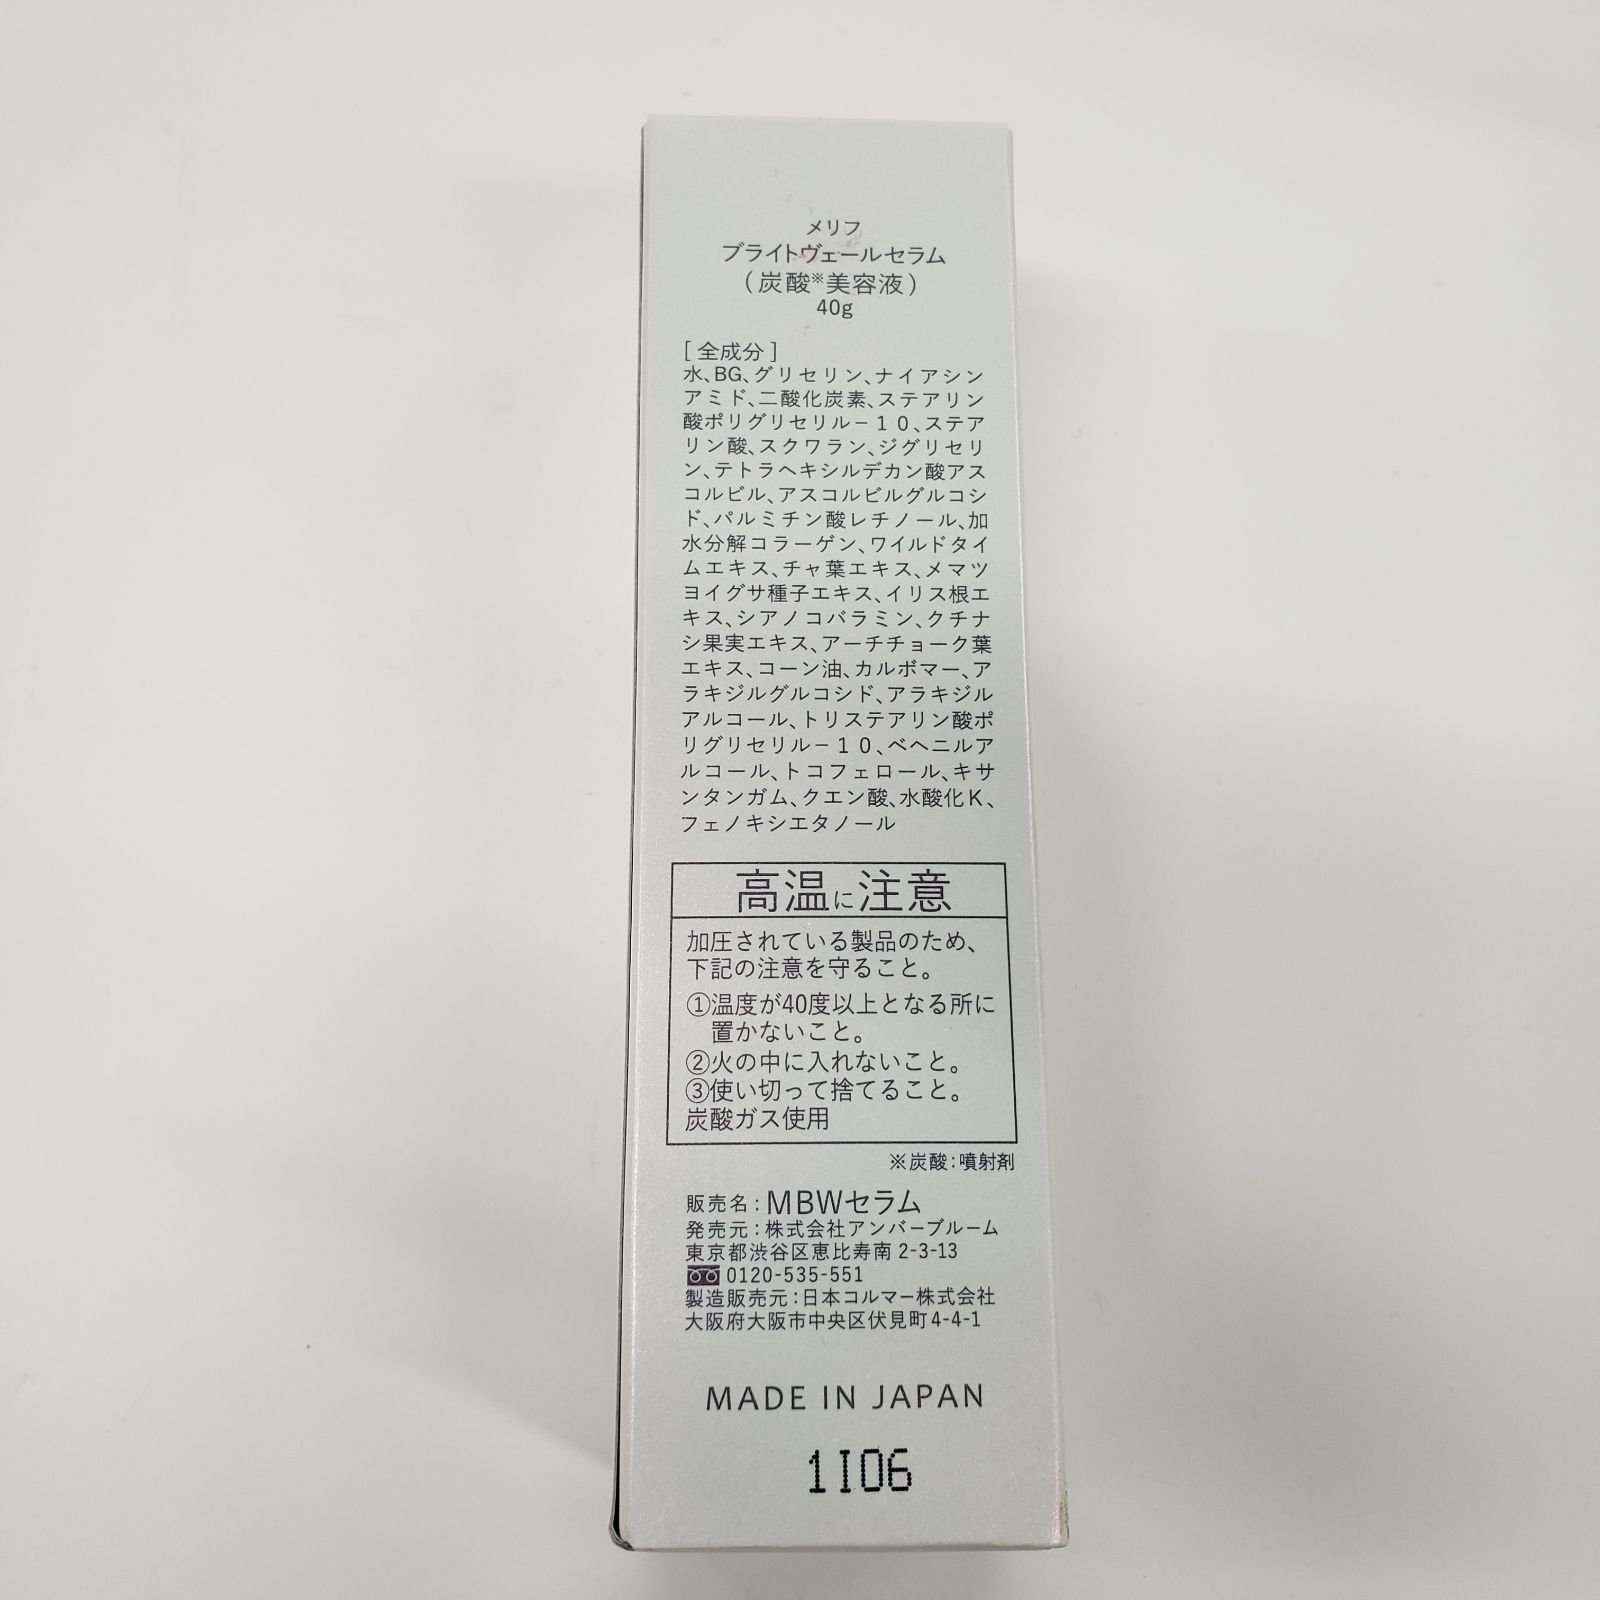 メリフ
ブライトヴェールセラム
(炭酸※美容液)
40g
[全成分]
水、BG、グリセリン、ナイアシン
アミド、二酸化炭素、ステアリン
酸ポリグリセリル−10、ステア
リン酸、スクワラン、ジグリセリ
ン、テトラヘキシルデカン酸アス
コルビル、アスコルビルグルコシ
ド、パルミチン酸レチノール、加
水分解コラーゲン、ワイルドタイ
ムエキス、チャ葉エキス、メマツ
ヨイグサ種子エキス、イリス根エ
キス、シアノコバラミン、クチナ
シ果実エキス、アーチチョーク葉
エキス、コーン油、カルボマー、ア
ラキジルグルコシド、アラキジル
アルコール、トリステアリン酸ポ
リグリセリル−10、ベヘニルア
ルコール、トコフェロール、キサ
ンタンガム、クエン酸、水酸化K、
フェノキシエタノール
高温に注意
加圧されている製品のため、
下記の注意を守ること。
①温度が40度以上となる所に
置かないこと。
②火の中に入れないこと。
③使い切って捨てること。
炭酸ガス使用
※炭酸:噴射剤
販売名:MBWセラム
発売元:株式会社アンバーブルーム
東京都渋谷区恵比寿南2-3-13
0120-535-551
製造販売元:日本コルマー株式会社
大阪府大阪市中央区伏見町4-4-1
MADE IN JAPAN
1I06